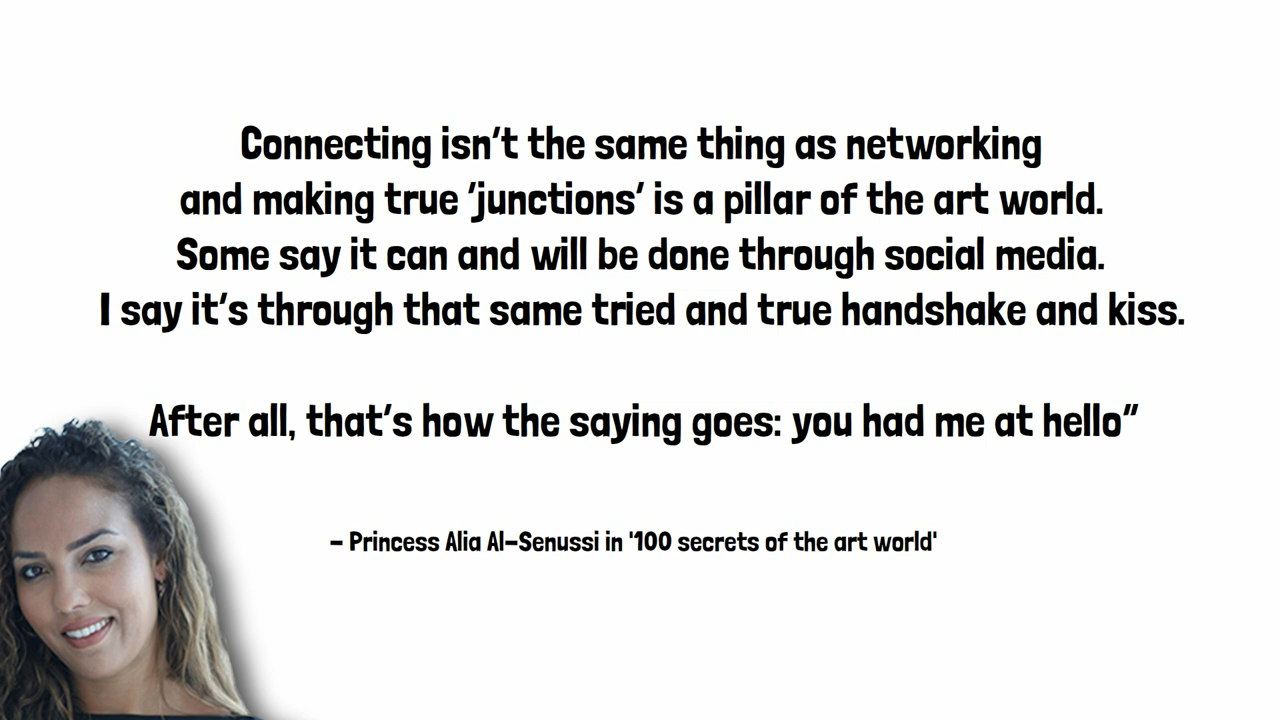 Connecting isn't the same thing as networking
and making true 'junctions' is a pillar of the art world.
Some say it can and will be done through social media.
I say it's through that same tried and true handshake and kiss.
After all, that's how the saying goes: you had me at hello”
- Princess Alia Al-Senussi in '100 secrets of the art world'